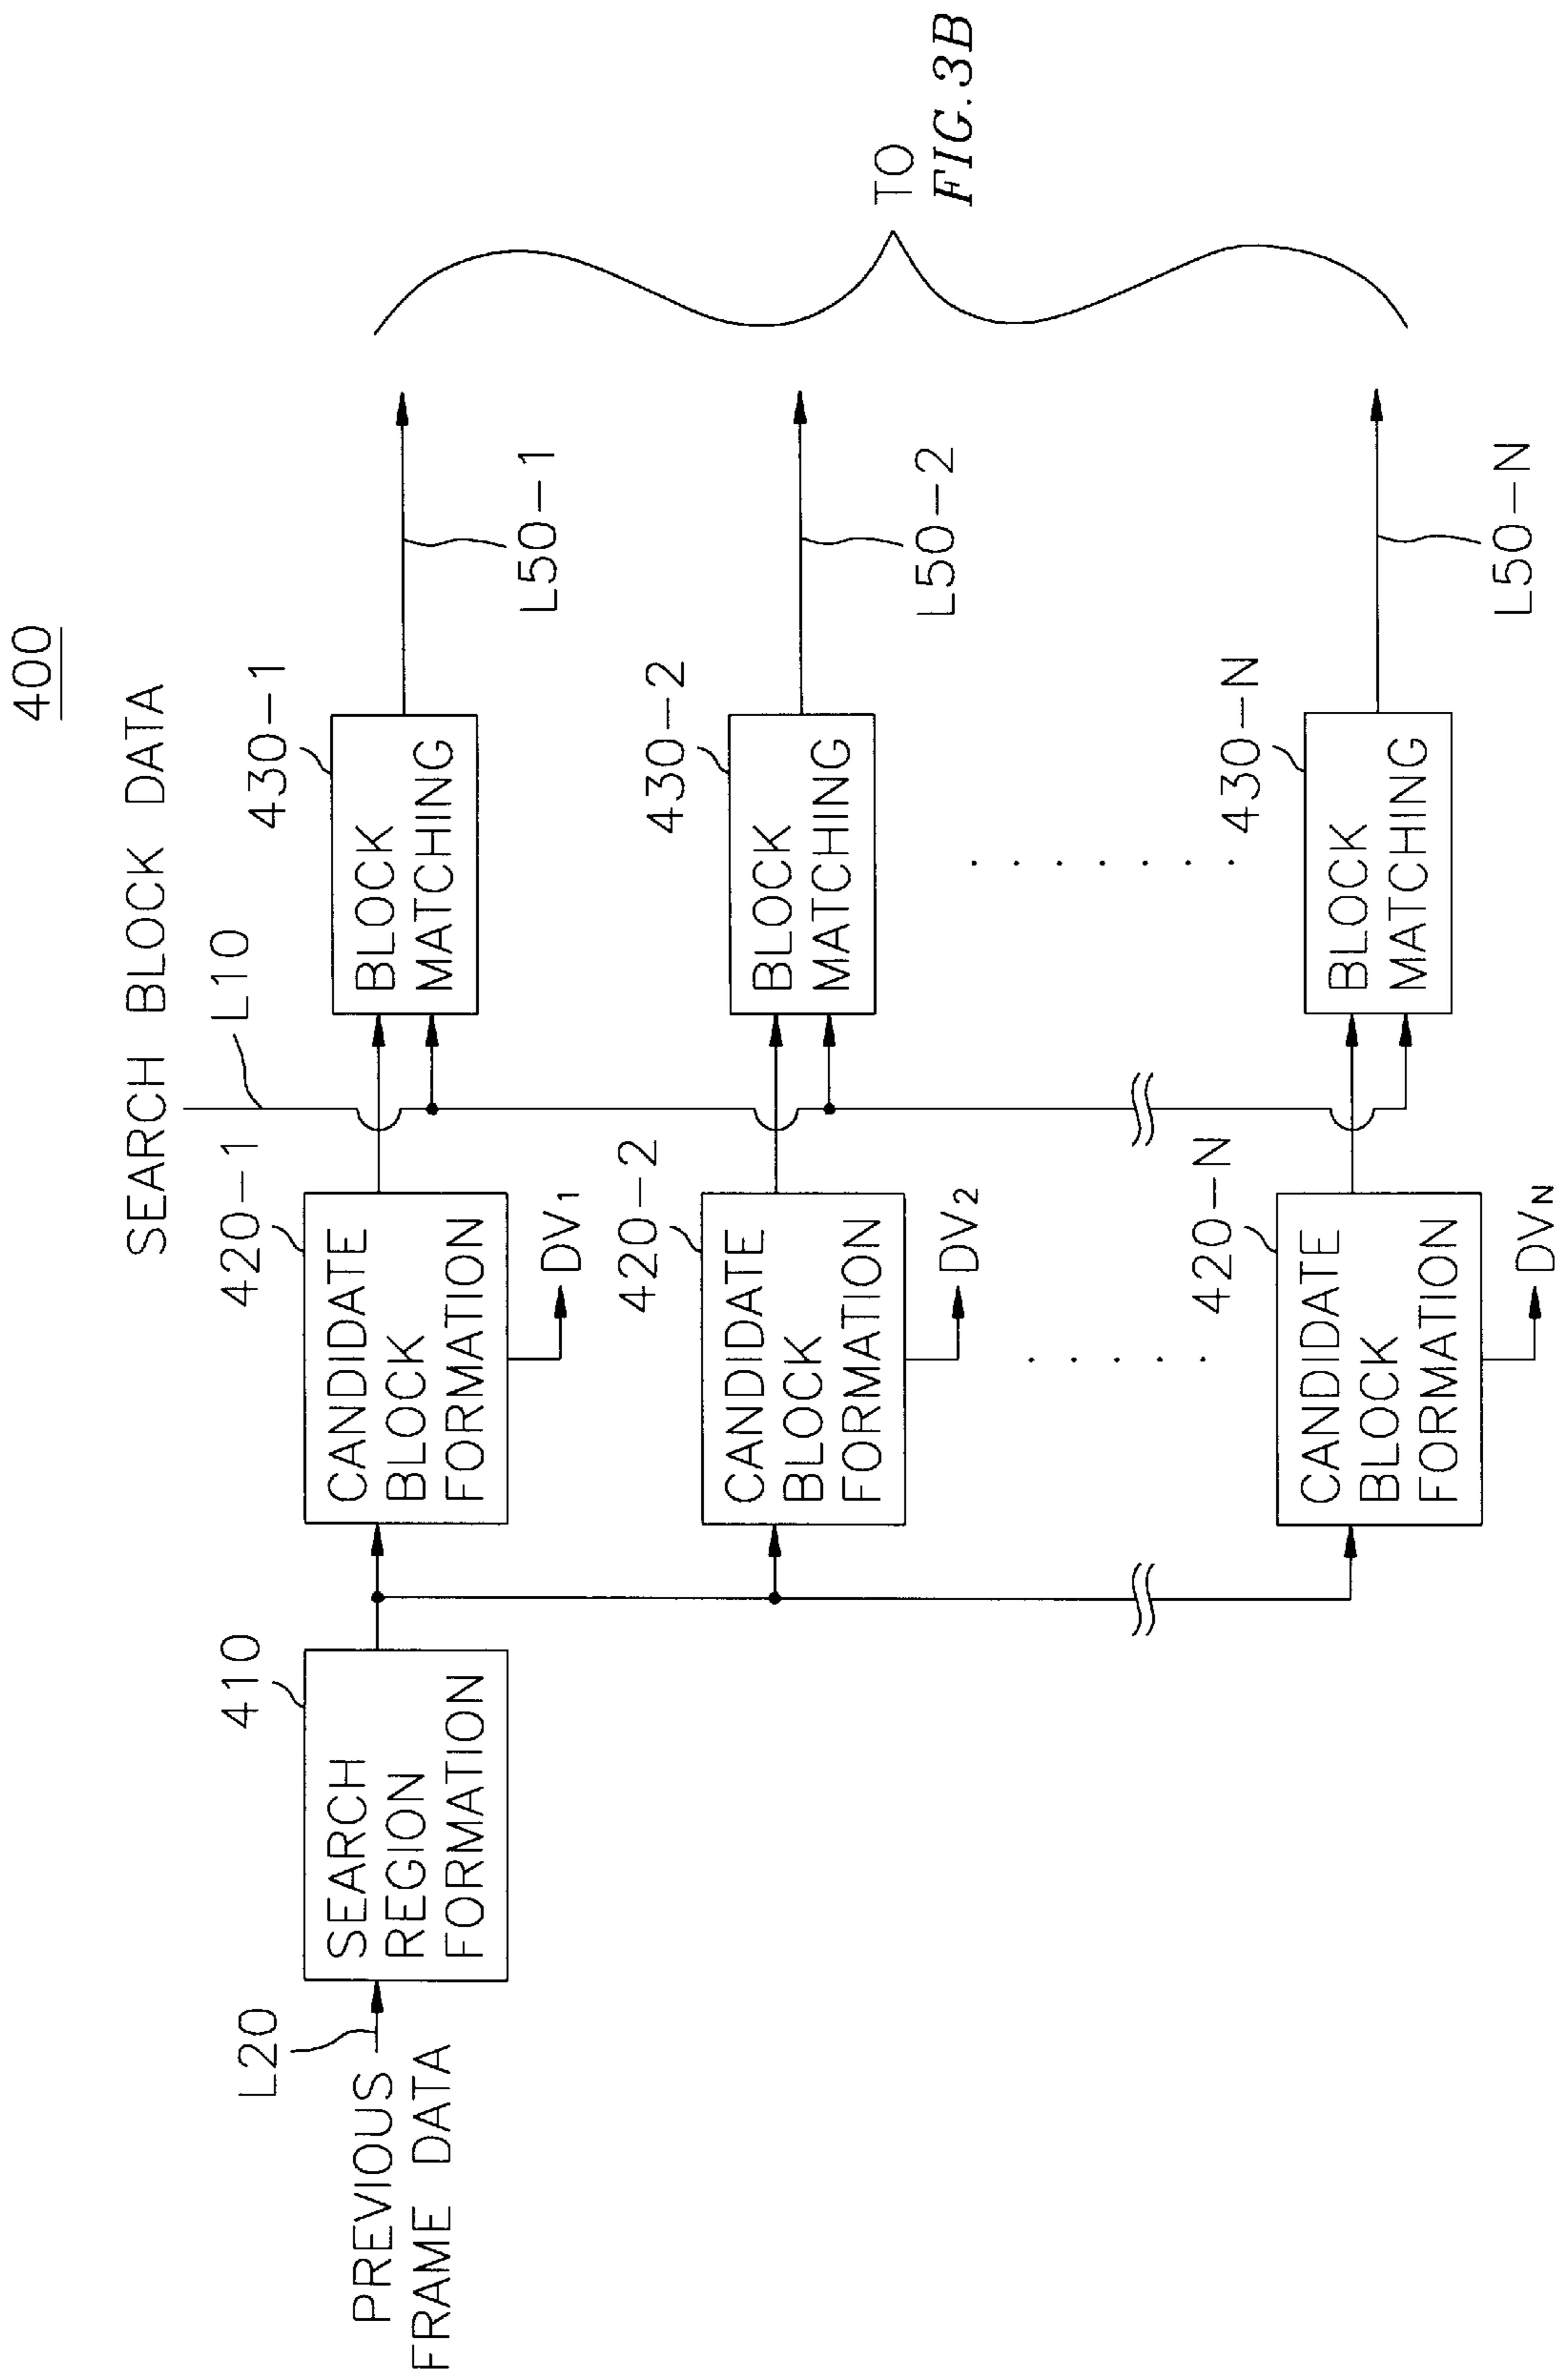 400
SEARCH BLOCK DATA
L10
PREVIOUS
FRAME DATA
L20
410
SEARCH
REGION
FORMATION
420-1
CANDIDATE
BLOCK
FORMATION
DV1
430-1
BLOCK
MATCHING
L50-1
420-2
CANDIDATE
BLOCK
FORMATION
DV2
430-2
BLOCK
MATCHING
L50-2
420-N
CANDIDATE
BLOCK
FORMATION
DVN
430-N
BLOCK
MATCHING
L50-N
TO
FIG.3B